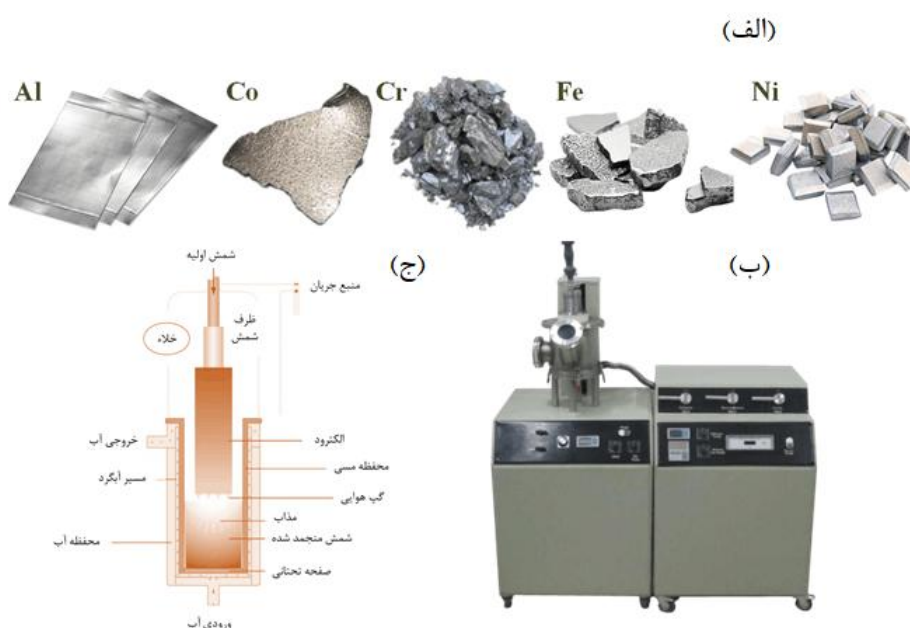 (الف)
Al
Co
Cr
Fe
Ni
(ب)
(ج)
شمش اولیه
منبع جریان
ظرف
شمش
خلاء
الکترود
خروجی آب
محفظه مسی
مسیر آبگرد
گپ هوایی
مذاب
محفظه آب
شمش منجمد شده
صفحه تحتانی
ورودی آب